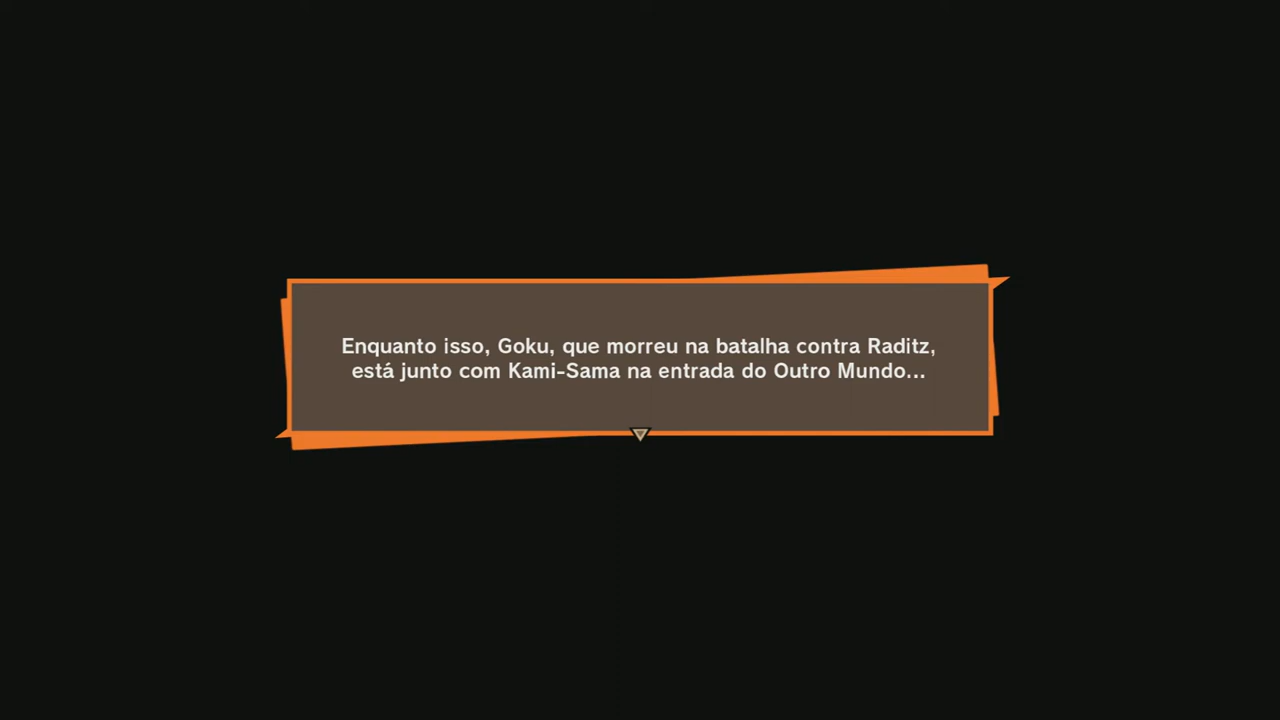 Enquanto isso, Goku, que morreu na batalha contra Raditz,
está junto com Kami-Sama na entrada do Outro Mundo...